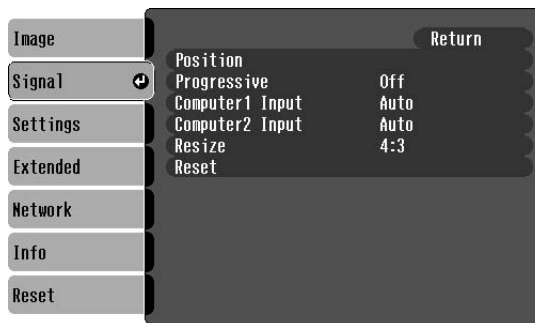 Image
Signal
Settings
Extended
Network
Info
Reset
Return
Position
Progressive Off
Computer1 Input Auto
Computer2 Input Auto
Resize 4:3
Reset